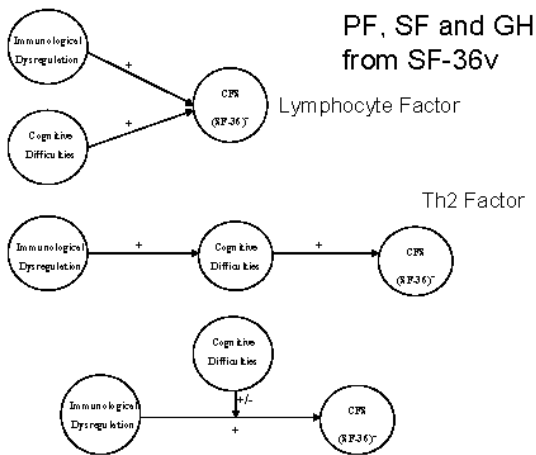 PF, SF and GH
from SF-36v
Immunological
Dysregulation
+
CFS
(SF-36)⁻
Lymphocyte Factor
+
Cognitive
Difficulties
Th2 Factor
Immunological
Dysregulation
+
Cognitive
Difficulties
+
CFS
(SF-36)⁻
Cognitive
Difficulties
+/-
Immunological
Dysregulation
+
CFS
(SF-36)⁻